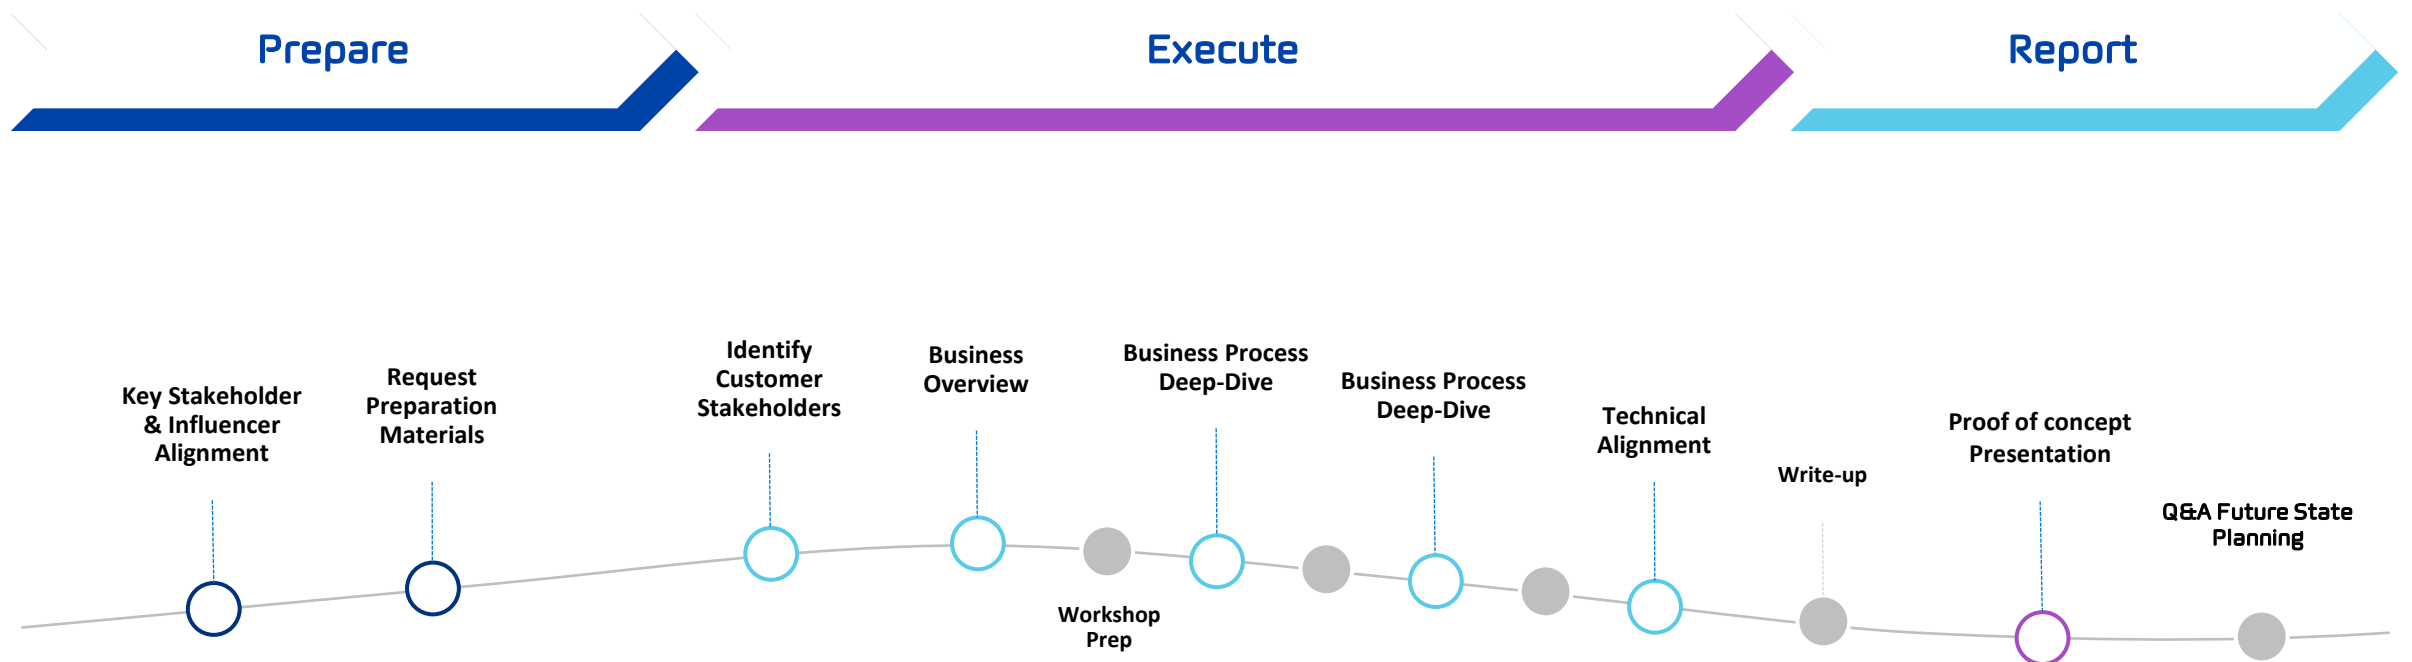 Prepare
Execute
Report
Key Stakeholder
& Influencer
Alignment
Request
Preparation
Materials
Identify
Customer
Stakeholders
Business
Overview
Workshop
Prep
Business Process
Deep-Dive
Business Process
Deep-Dive
Technical
Alignment
Write-up
Proof of concept
Presentation
Q&A Future State
Planning